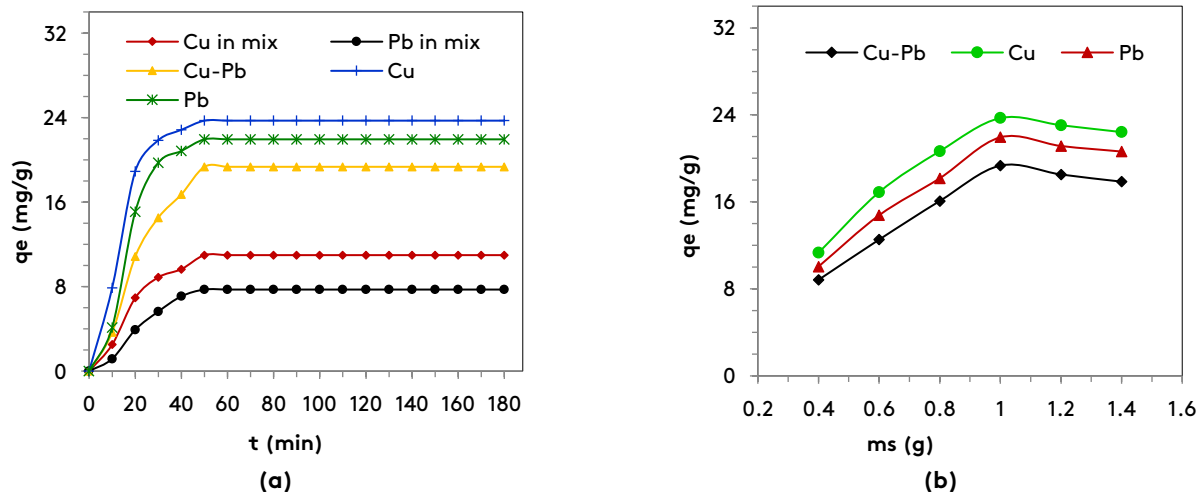 32
24
16
8
0
qe (mg/g)
Cu in mix
Pb in mix
Cu-Pb
Cu
Pb
0 20 40 60 80 100 120 140 160 180
t (min)
(a)
32
24
16
8
0
qe (mg/g)
Cu-Pb Cu Pb
0.2 0.4 0.6 0.8 1 1.2 1.4 1.6
ms (g)
(b)